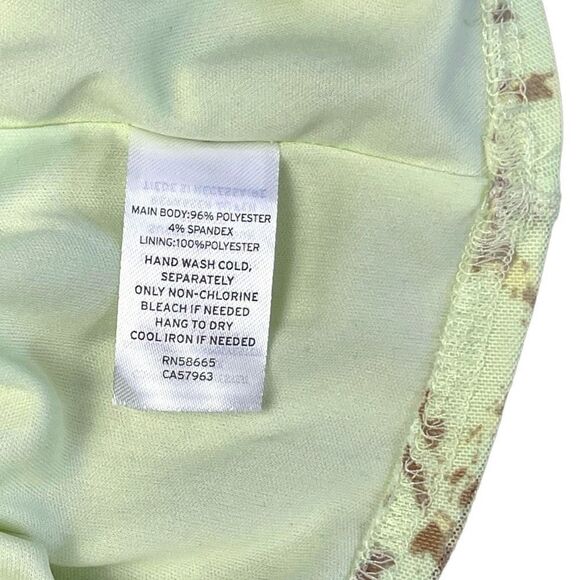 MAIN BODY:96% POLYESTER
4% SPANDEX
LINING:100%POLYESTER
HAND WASH COLD,
SEPARATELY
ONLY NON-CHLORINE
BLEACH IF NEEDED
HANG TO DRY
COOL IRON IF NEEDED
RN58665
CA57963